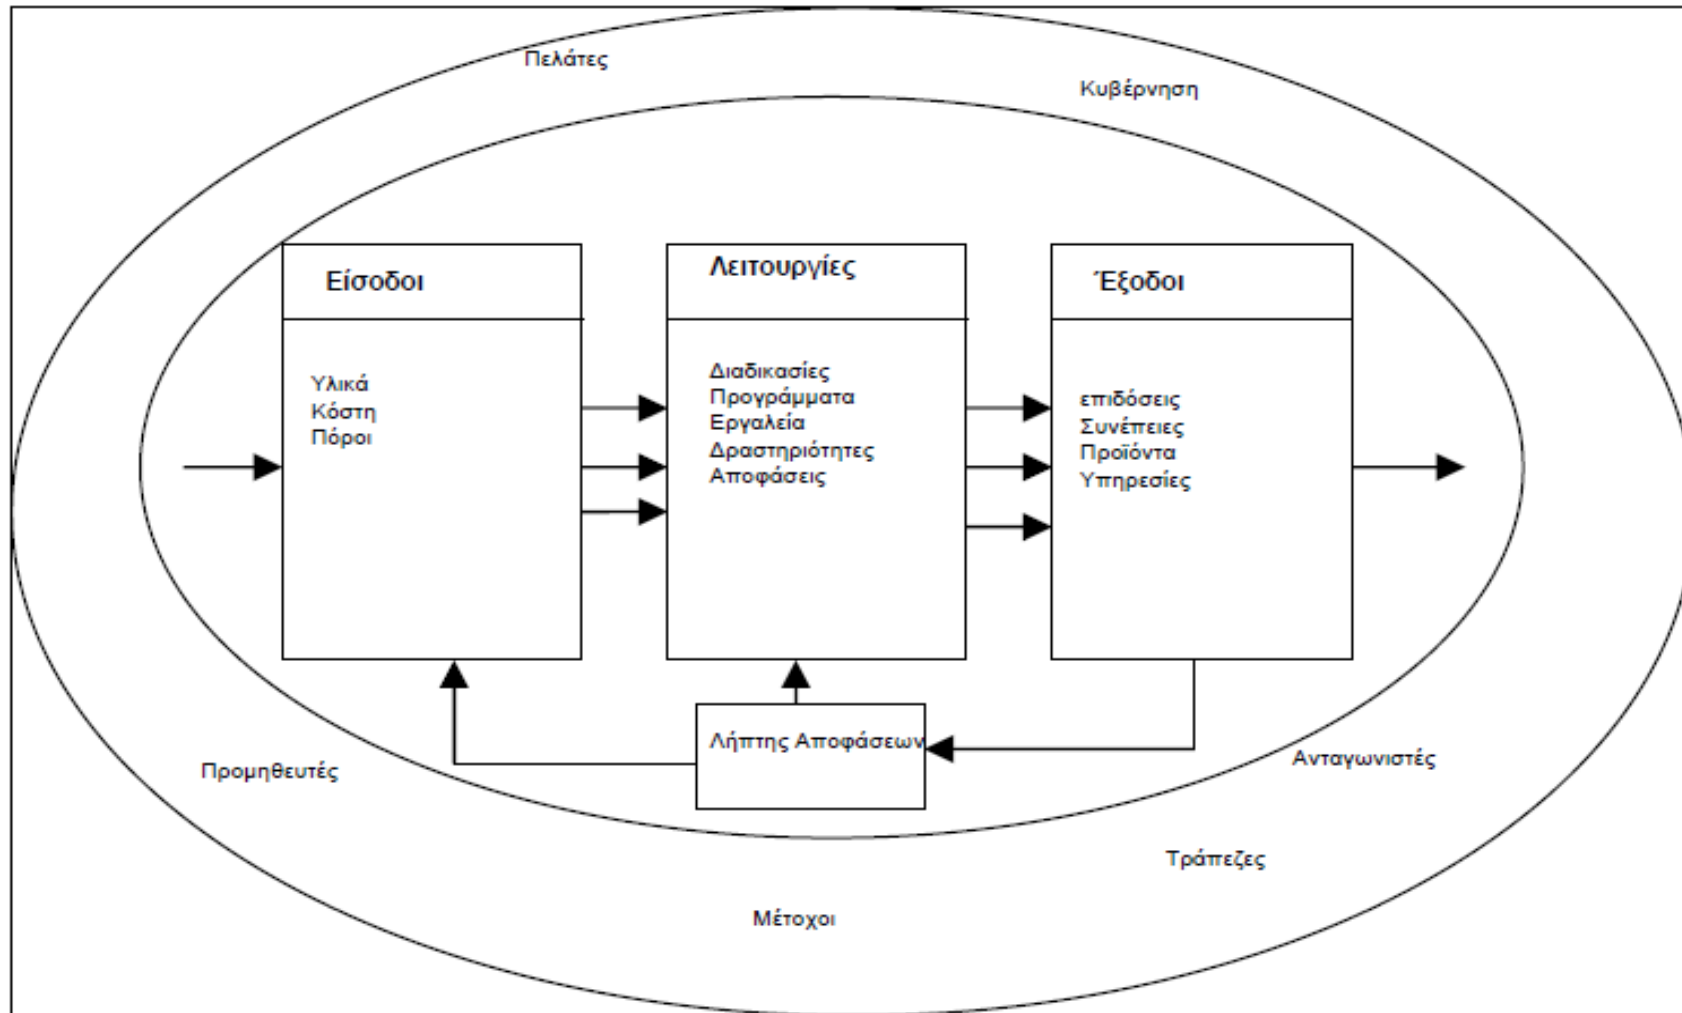 Πελάτες
Κυβέρνηση
Είσοδοι
Υλικά
Κόστη
Πόροι
Λειτουργίες
Διαδικασίες
Προγράμματα
Εργαλεία
Δραστηριότητες
Αποφάσεις
Έξοδοι
επιδόσεις
Συνέπειες
Προϊόντα
Υπηρεσίες
Λήπτης Αποφάσεων
Προμηθευτές
Ανταγωνιστές
Τράπεζες
Μέτοχοι